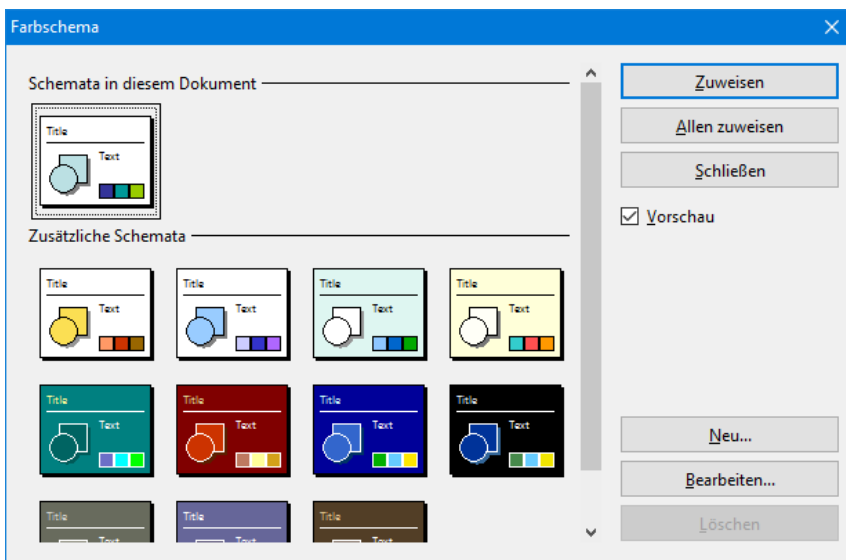 Farbschema
Schemata in diesem Dokument
Title
Text
Zusätzliche Schemata
Title Title Title Title
Text Text Text Text
Title Title Title Title
Text Text Text Text
Title Title Title
Text Text Text
Zuweisen
Allen zuweisen
Schließen
Vorschau
Neu...
Bearbeiten...
Löschen